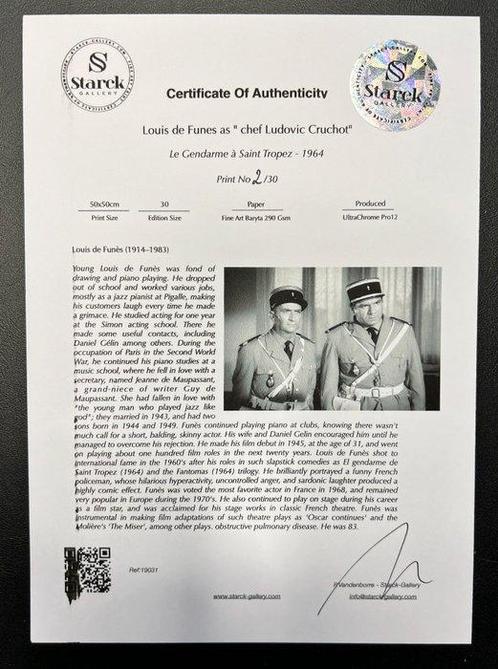 Starck
GALLERY
Starck
GALLERY
Certificate Of Authenticity
Louis de Funes as " chef Ludovic Cruchot"
Le Gendarme à Saint Tropez - 1964
Print No 2/30
50x50cm 30 Paper Produced
Print Size Edition Size Fine Art Baryta 290 Gsm UltraChrome Pro12
Louis de Funès (1914–1983)
Young Louis de Funès was fond of
drawing and piano playing. He dropped
out of school and worked various jobs,
mostly as a jazz pianist at Pigalle, making
his customers laugh every time he made
a grimace. He studied acting for one year
at the Simon acting school. There he
made some useful contacts, including
Daniel Gélin among others. During the
occupation of Paris in the Second World
War, he continued his piano studies at a
music school, where he fell in love with a
secretary, named Jeanne de Maupassant,
a grand-niece of writer Guy de
Maupassant. She had fallen in love with
"the young man who played jazz like
god"; they married in 1943, and had two
sons born in 1944 and 1949. Funès continued playing piano at clubs, knowing there wasn't
much call for a short, balding, skinny actor. His wife and Daniel Gelin encouraged him until he
managed to overcome his rejection. He made his film debut in 1945, at the age of 31, and went
on playing about one hundred film roles in the next twenty years. Louis de Funès shot to
international fame in the 1960's after his roles in such slapstick comedies as El gendarme de
Saint Tropez (1964) and the Fantomas (1964) trilogy. He brilliantly portrayed a funny French
policeman, whose hilarious hyperactivity, uncontrolled anger, and sardonic laughter produced a
highly comic effect. Funès was voted the most favorite actor in France in 1968, and remained
very popular in Europe during the 1970's. He also continued to play on stage during his career
as a film star, and was acclaimed for his stage works in classic French theatre. Funès was
instrumental in making film adaptations of such theatre plays as 'Oscar continues' and the
Molière's 'The Miser', among other plays. obstructive pulmonary disease. He was 83.
Ref:19031
P.Vandenborre - Starck-Gallery
www.starck-gallery.com info@starckgallery.com